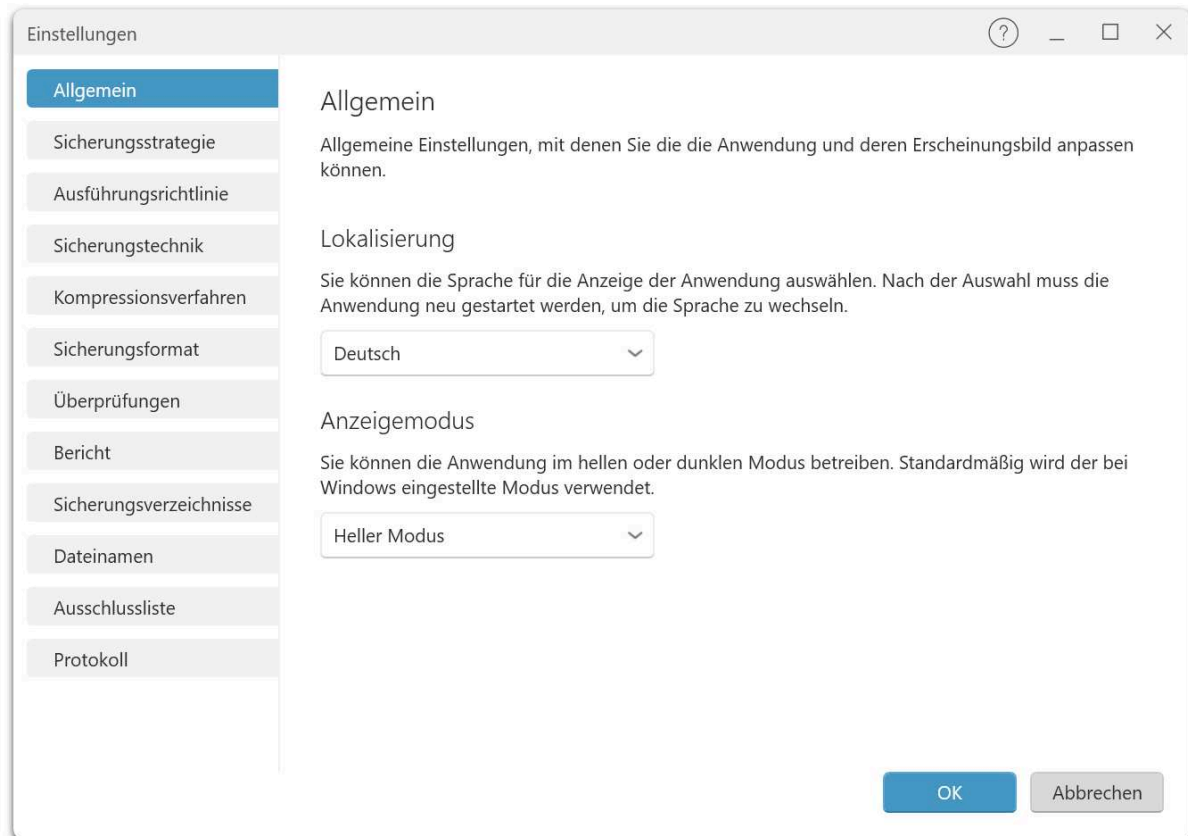 Einstellungen
?
Allgemein
Sicherungsstrategie
Ausführungsrichtlinie
Sicherungstechnik
Kompressionsverfahren
Sicherungsformat
Überprüfungen
Bericht
Sicherungsverzeichnisse
Dateinamen
Ausschlussliste
Protokoll
Allgemein
Allgemeine Einstellungen, mit denen Sie die die Anwendung und deren Erscheinungsbild anpassen
können.
Lokalisierung
Sie können die Sprache für die Anzeige der Anwendung auswählen. Nach der Auswahl muss die
Anwendung neu gestartet werden, um die Sprache zu wechseln.
Deutsch
Anzeigemodus
Sie können die Anwendung im hellen oder dunklen Modus betreiben. Standardmäßig wird der bei
Windows eingestellte Modus verwendet.
Heller Modus
OK
Abbrechen